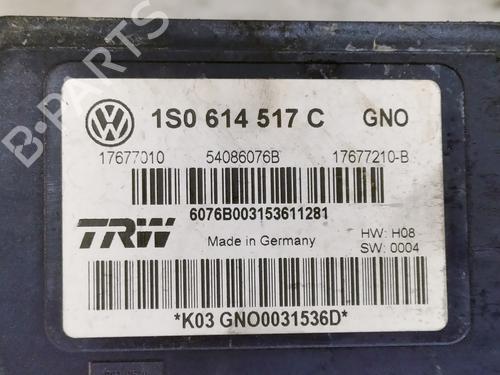 B-PARTS
1S0 614 517 C GNO
17677010 54086076B 17677210-B
6076B003153611281
TRW Made in Germany HW: H08
SW: 0004
*K03 GNO0031536D*